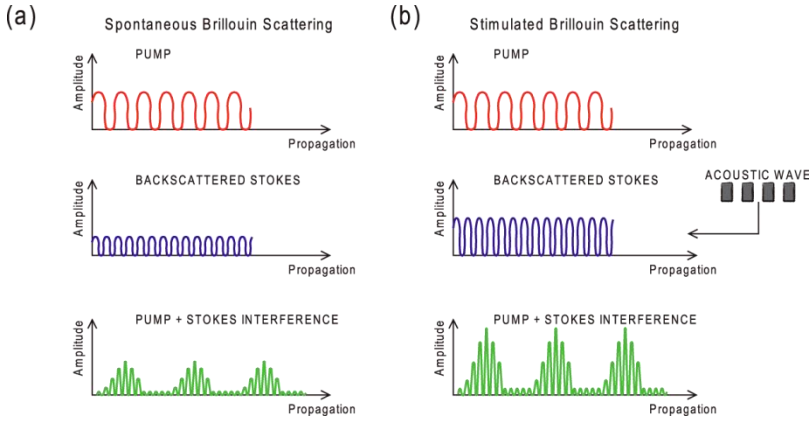 (a)
Spontaneous Brillouin Scattering
PUMP
Amplitude
Propagation
BACKSCATTERED STOKES
Amplitude
Propagation
PUMP + STOKES INTERFERENCE
Amplitude
Propagation
(b)
Stimulated Brillouin Scattering
PUMP
Amplitude
Propagation
BACKSCATTERED STOKES
Amplitude
Propagation
ACOUSTIC WAVE
PUMP + STOKES INTERFERENCE
Amplitude
Propagation